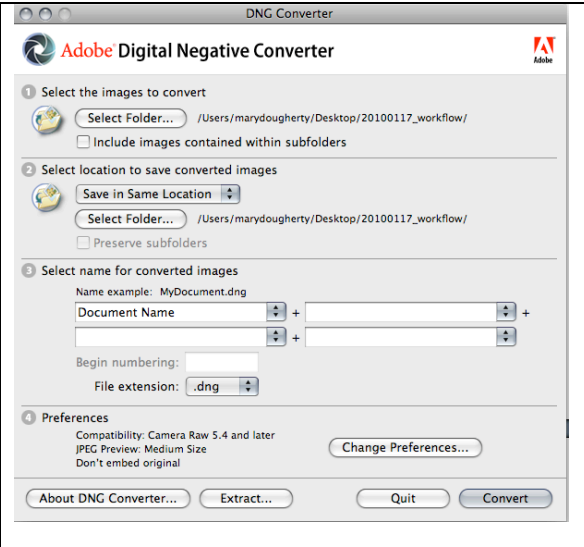 DNG Converter
Adobe® Digital Negative Converter
Adobe
1 Select the images to convert
Select Folder... /Users/marydougherty/Desktop/20100117_workflow/
Include images contained within subfolders
2 Select location to save converted images
Save in Same Location
Select Folder... /Users/marydougherty/Desktop/20100117_workflow/
Preserve subfolders
3 Select name for converted images
Name example: MyDocument.dng
Document Name + +
+
Begin numbering:
File extension: .dng
4 Preferences
Compatibility: Camera Raw 5.4 and later
JPEG Preview: Medium Size
Don't embed original
Change Preferences...
About DNG Converter... Extract... Quit Convert